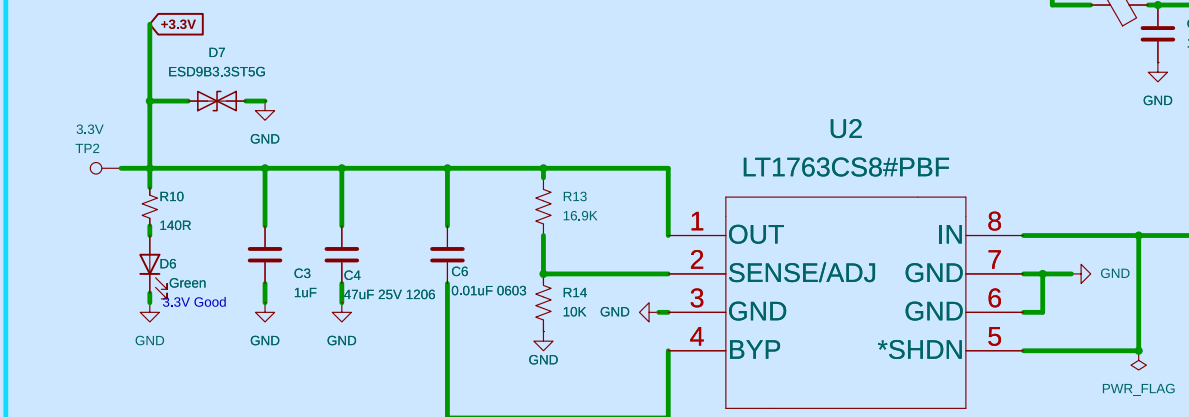 +3.3V
D7
ESD9B3.3ST5G
GND
GND
3.3V
TP2
U2
LT1763CS8#PBF
R10
140R
R13
16.9K
1
OUT
IN
8
D6
Green
3.3V Good
C3
1uF
C4
47uF 25V 1206
C6
0.01uF 0603
2
SENSE/ADJ
GND
7
GND
R14
10K
GND
3
GND
GND
6
GND
GND
GND
GND
4
BYP
*SHDN
5
PWR_FLAG